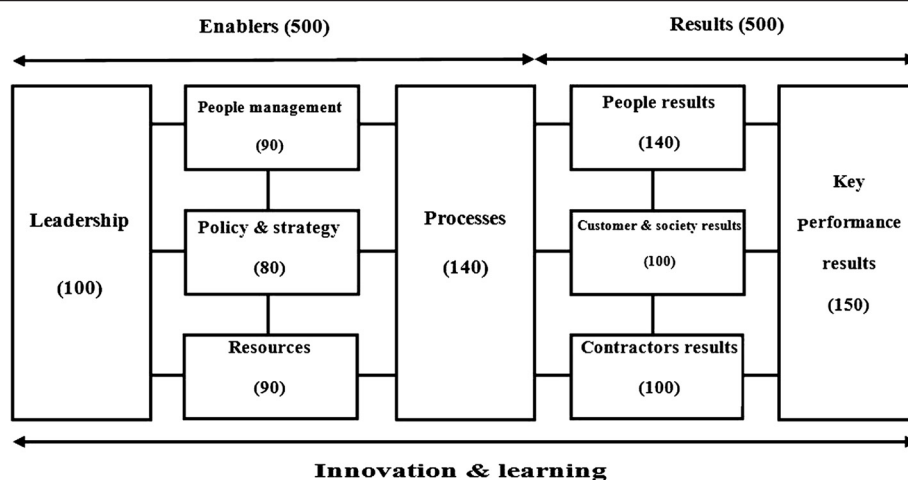 Enablers (500)
Results (500)
Leadership
(100)
People management
(90)
Policy & strategy
(80)
Resources
(90)
Processes
(140)
People results
(140)
Customer & society results
(100)
Contractors results
(100)
Key
performance
results
(150)
Innovation & learning